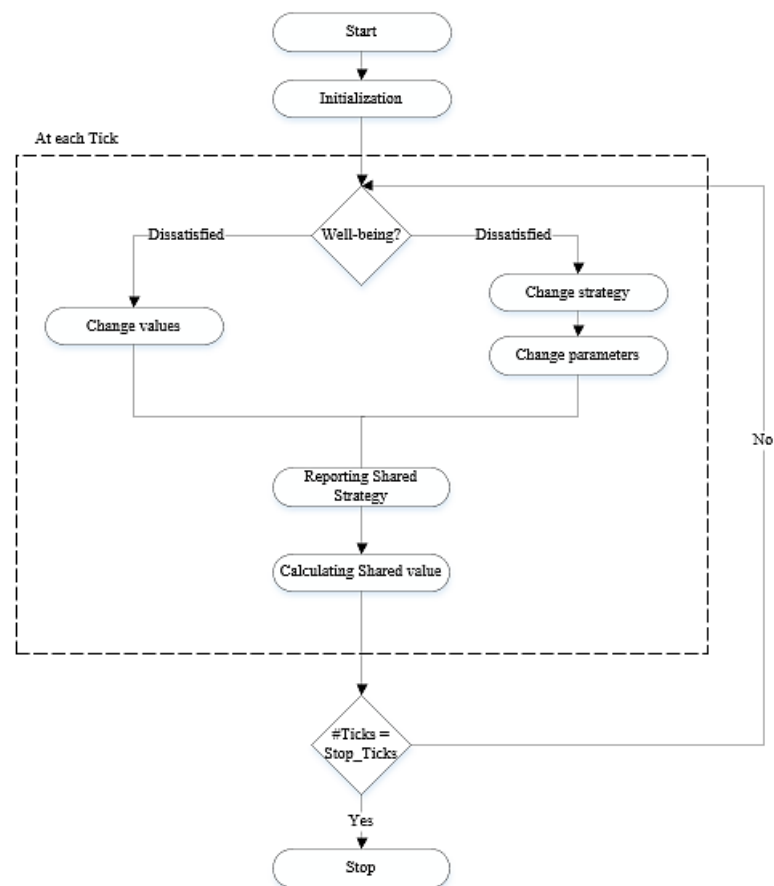 Start
Initialization
At each Tick
Well-being?
Dissatisfied
Dissatisfied
Change values
Change strategy
Change parameters
Reporting Shared
Strategy
Calculating Shared value
No
#Ticks =
Stop_Ticks
Yes
Stop